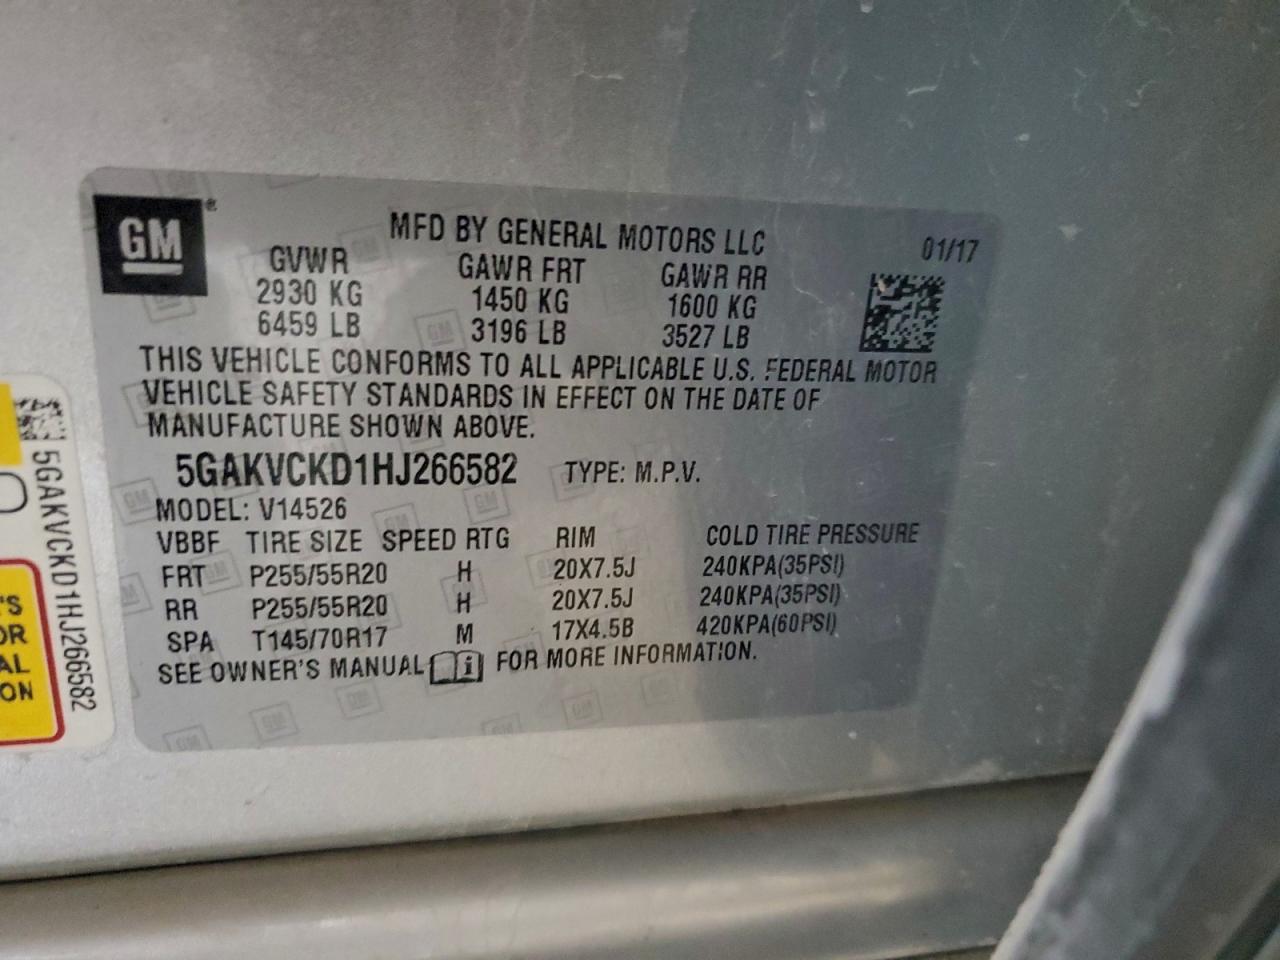 GM®
MFD BY GENERAL MOTORS LLC 01/17
GVWR GAWR FRT GAWR RR
2930 KG 1450 KG 1600 KG
6459 LB 3196 LB 3527 LB
THIS VEHICLE CONFORMS TO ALL APPLICABLE U.S. FEDERAL MOTOR
VEHICLE SAFETY STANDARDS IN EFFECT ON THE DATE OF
MANUFACTURE SHOWN ABOVE.
5GAKVCKD1HJ266582 TYPE: M.P.V.
MODEL: V14526
VBBF TIRE SIZE SPEED RTG RIM COLD TIRE PRESSURE
FRT P255/55R20 H 20X7.5J 240KPA(35PSI)
RR P255/55R20 H 20X7.5J 240KPA(35PSI)
SPA T145/70R17 M 17X4.5B 420KPA(60PSI)
SEE OWNER'S MANUAL FOR MORE INFORMATION.
5GAKVCKD1HJ266582
'S
OR
AL
ON